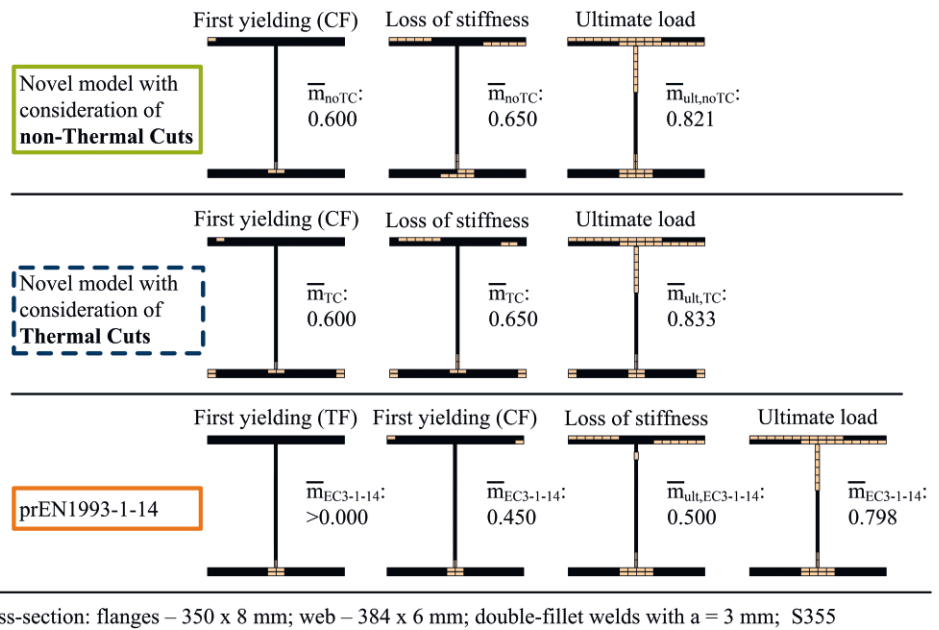 First yielding (CF) Loss of stiffness Ultimate load
Novel model with
consideration of
non-Thermal Cuts
m̅noTC:
0.600
m̅noTC:
0.650
m̅ult,noTC:
0.821
First yielding (CF) Loss of stiffness Ultimate load
Novel model with
consideration of
Thermal Cuts
m̅TC:
0.600
m̅TC:
0.650
m̅ult,TC:
0.833
First yielding (TF) First yielding (CF) Loss of stiffness Ultimate load
prEN1993-1-14
m̅EC3-1-14:
>0.000
m̅EC3-1-14:
0.450
m̅ult,EC3-1-14:
0.500
m̅EC3-1-14:
0.798
ss-section: flanges – 350 x 8 mm; web – 384 x 6 mm; double-fillet welds with a = 3 mm; S355